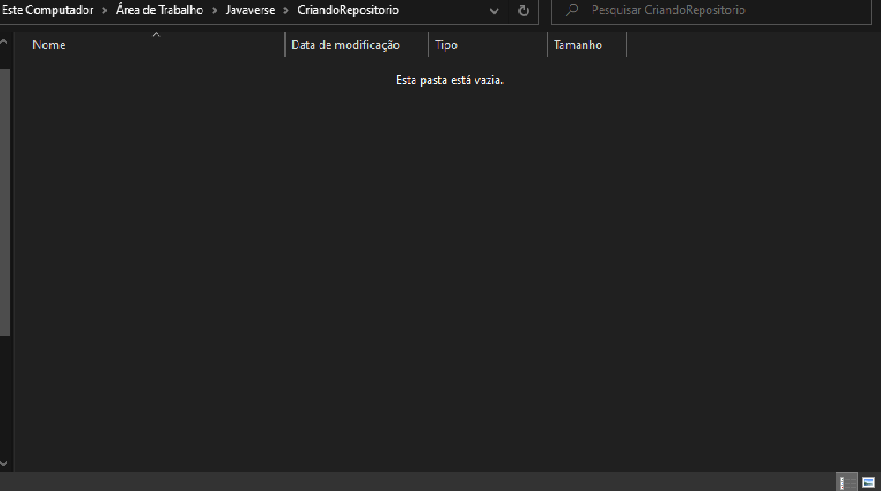 Este Computador > Área de Trabalho > Javaverse > CriandoRepositorio
Pesquisar CriandoRepositorio
Nome Data de modificação Tipo Tamanho
Esta pasta está vazia.